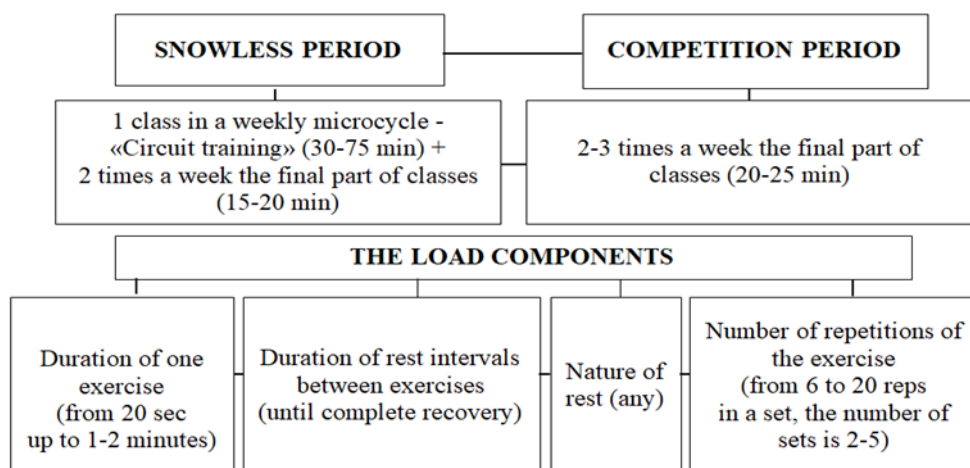 SNOWLESS PERIOD
COMPETITION PERIOD
1 class in a weekly microcycle -
«Circuit training» (30-75 min) +
2 times a week the final part of classes
(15-20 min)
2-3 times a week the final part of
classes (20-25 min)
THE LOAD COMPONENTS
Duration of one
exercise
(from 20 sec
up to 1-2 minutes)
Duration of rest intervals
between exercises
(until complete recovery)
Nature of
rest (any)
Number of repetitions of
the exercise
(from 6 to 20 reps
in a set, the number of
sets is 2-5)